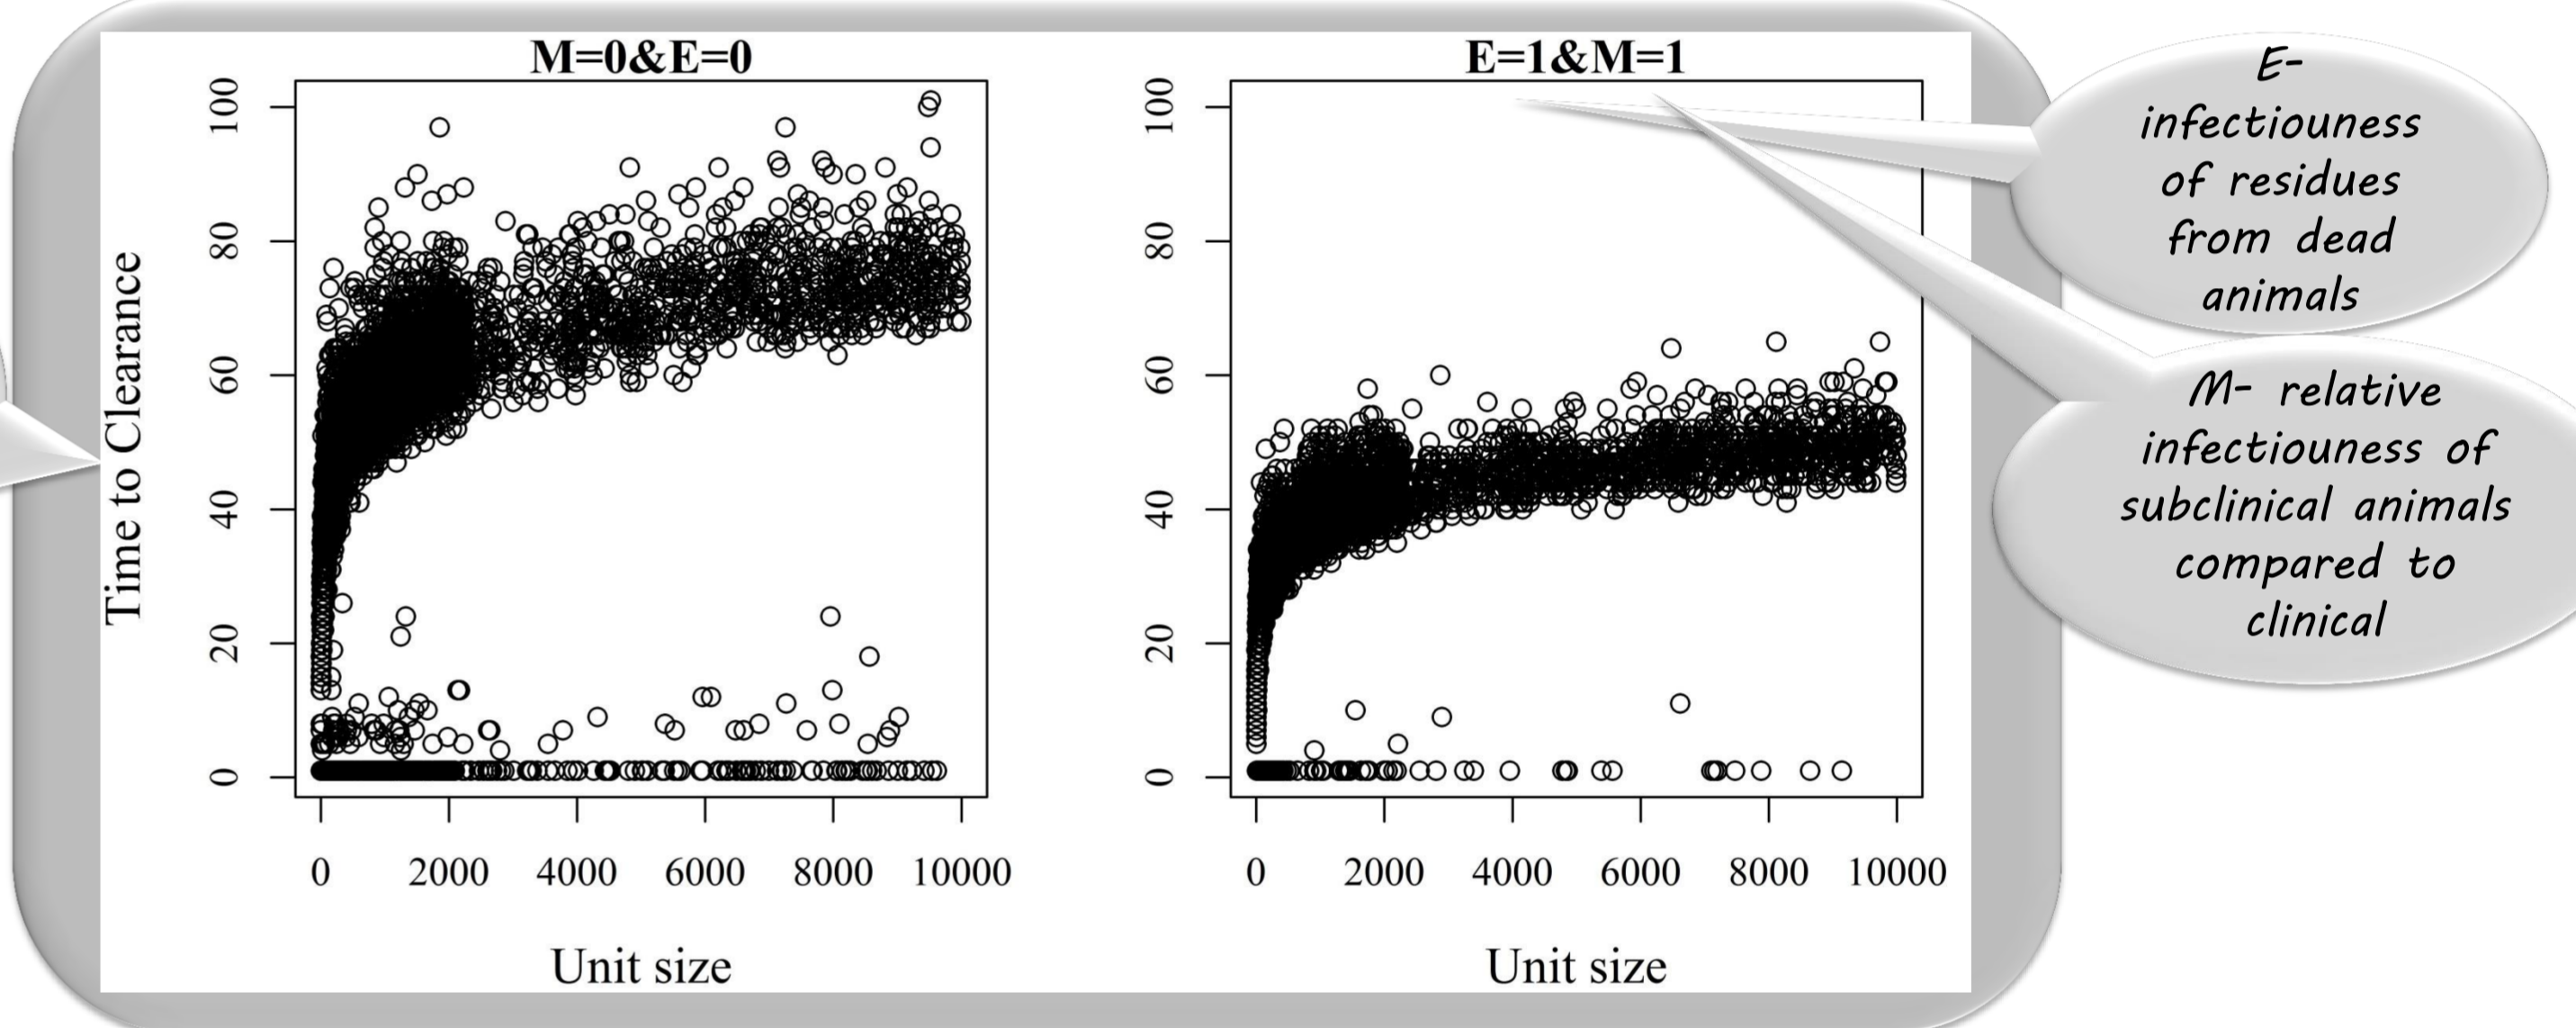 M=0&E=0
E=1&M=1
Time to Clearance
100
80
60
40
20
0
0 2000 4000 6000 8000 10000
Unit size
100
80
60
40
20
0
0 2000 4000 6000 8000 10000
Unit size
E-
infectiouness
of residues
from dead
animals
M- relative
infectiouness of
subclinical animals
compared to
clinical